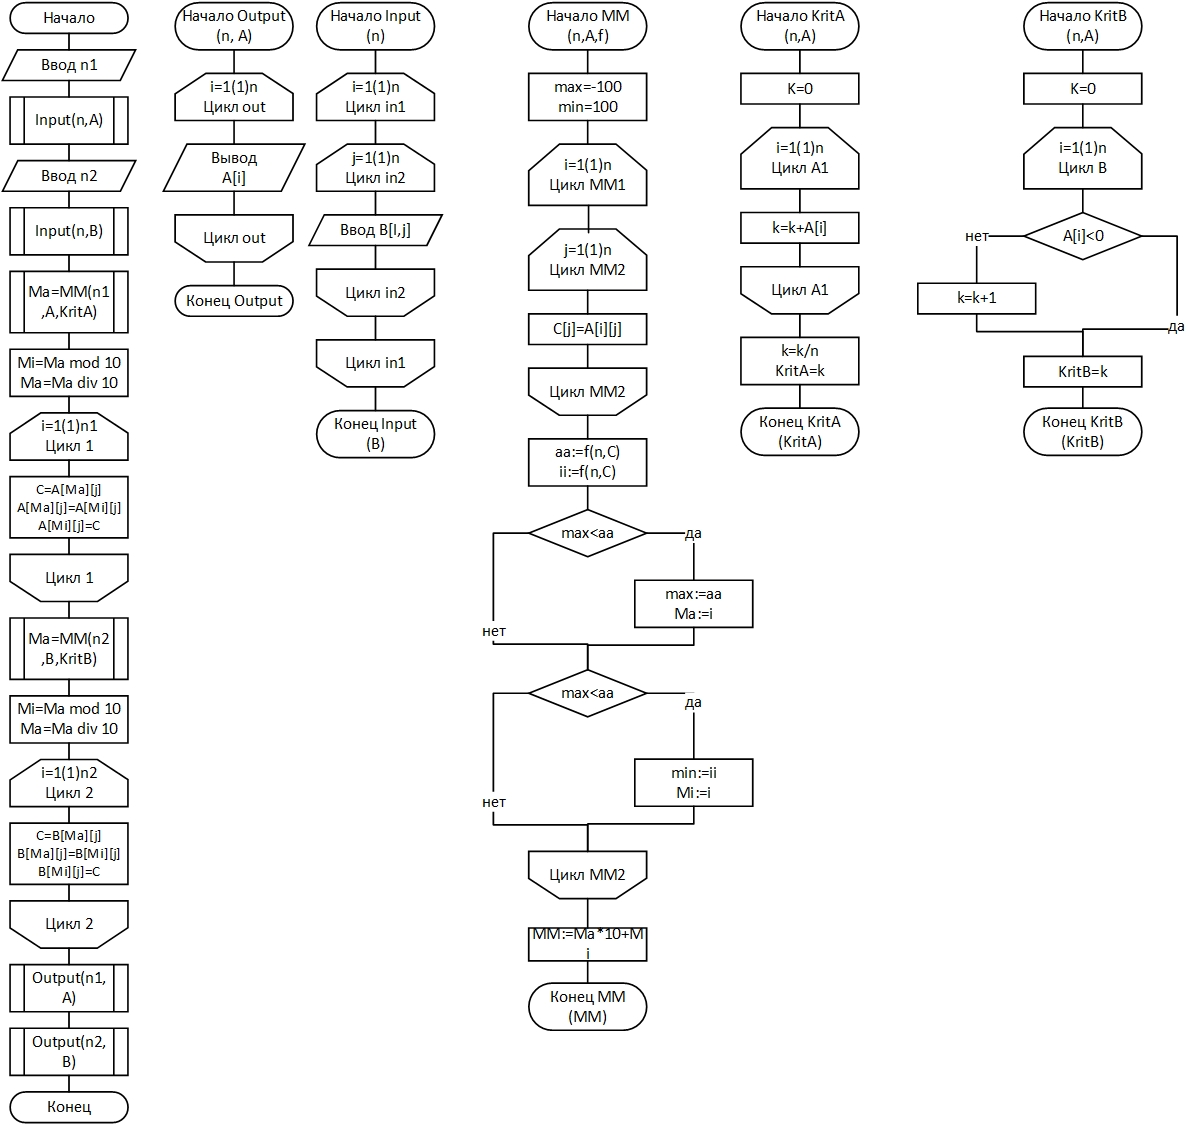 Начало
Ввод n1
Input(n,A)
Ввод n2
Input(n,B)
Ma=MM(n1
,A,KritA)
Mi=Ma mod 10
Ma=Ma div 10
i=1(1)n1
Цикл 1
C=A[Ma][j]
A[Ma][j]=A[Mi][j]
A[Mi][j]=C
Цикл 1
Ma=MM(n2
,B,KritB)
Mi=Ma mod 10
Ma=Ma div 10
i=1(1)n2
Цикл 2
C=B[Ma][j]
B[Ma][j]=B[Mi][j]
B[Mi][j]=C
Цикл 2
Output(n1,
A)
Output(n2,
B)
Конец
Начало Output
(n, A)
i=1(1)n
Цикл out
Вывод
A[i]
Цикл out
Конец Output
Начало Input
(n)
i=1(1)n
Цикл in1
j=1(1)n
Цикл in2
Ввод B[I,j]
Цикл in2
Цикл in1
Конец Input
(B)
Начало MM
(n,A,f)
max=-100
min=100
i=1(1)n
Цикл MM1
j=1(1)n
Цикл MM2
C[j]=A[i][j]
Цикл MM2
aa:=f(n,C)
ii:=f(n,C)
max<aa
да
max:=aa
Ma:=i
нет
max<aa
да
min:=ii
Mi:=i
нет
Цикл MM2
MM:=Ma*10+M
i
Конец MM
(MM)
Начало KritA
(n,A)
K=0
i=1(1)n
Цикл A1
k=k+A[i]
Цикл A1
k=k/n
KritA=k
Конец KritA
(KritA)
Начало KritB
(n,A)
K=0
i=1(1)n
Цикл B
нет
A[i]<0
k=k+1
да
KritB=k
Конец KritB
(KritB)